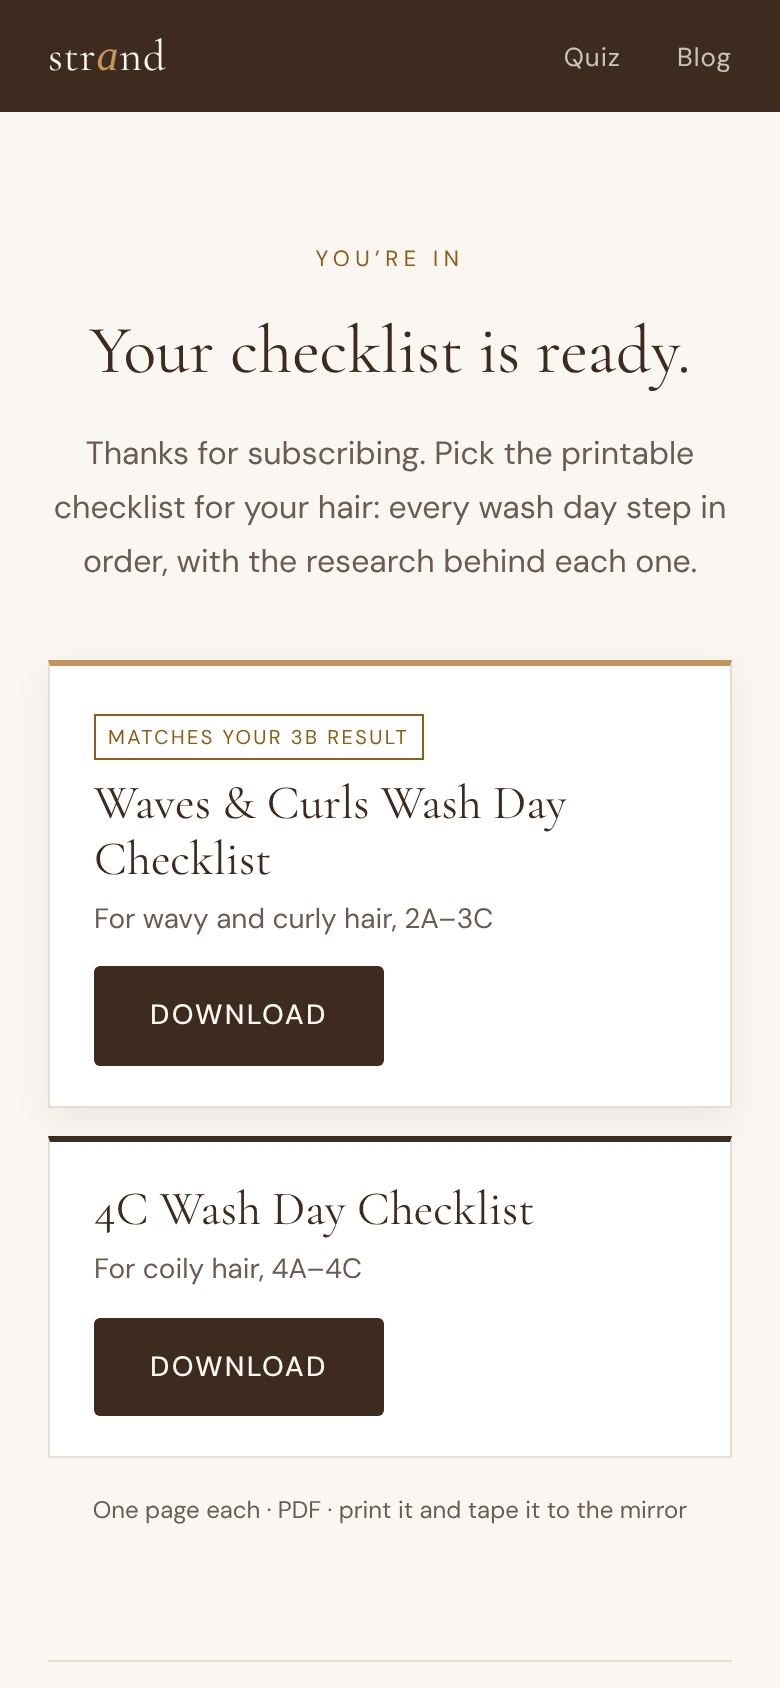 strand
Quiz
Blog
YOU’RE IN
Your checklist is ready.
Thanks for subscribing. Pick the printable
checklist for your hair: every wash day step in
order, with the research behind each one.
MATCHES YOUR 3B RESULT
Waves & Curls Wash Day
Checklist
For wavy and curly hair, 2A–3C
DOWNLOAD
4C Wash Day Checklist
For coily hair, 4A–4C
DOWNLOAD
One page each · PDF · print it and tape it to the mirror